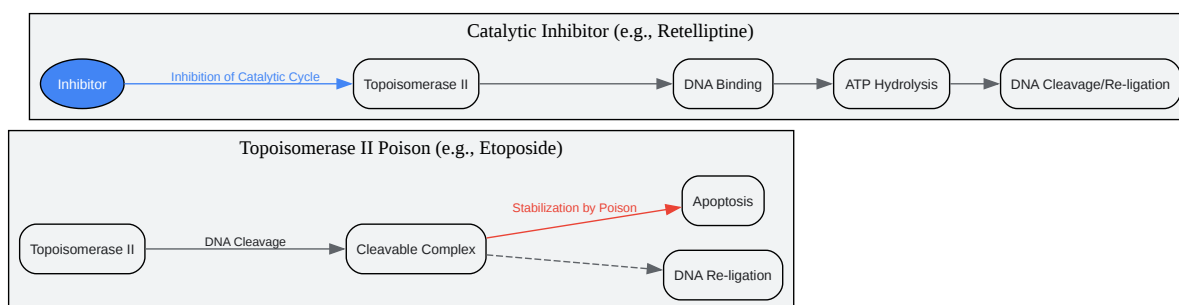 Catalytic Inhibitor (e.g., Retelliptine)
Inhibitor
Inhibition of Catalytic Cycle
Topoisomerase II
DNA Binding
ATP Hydrolysis
DNA Cleavage/Re-ligation
Topoisomerase II Poison (e.g., Etoposide)
Topoisomerase II
DNA Cleavage
Cleavable Complex
Stabilization by Poison
Apoptosis
DNA Re-ligation